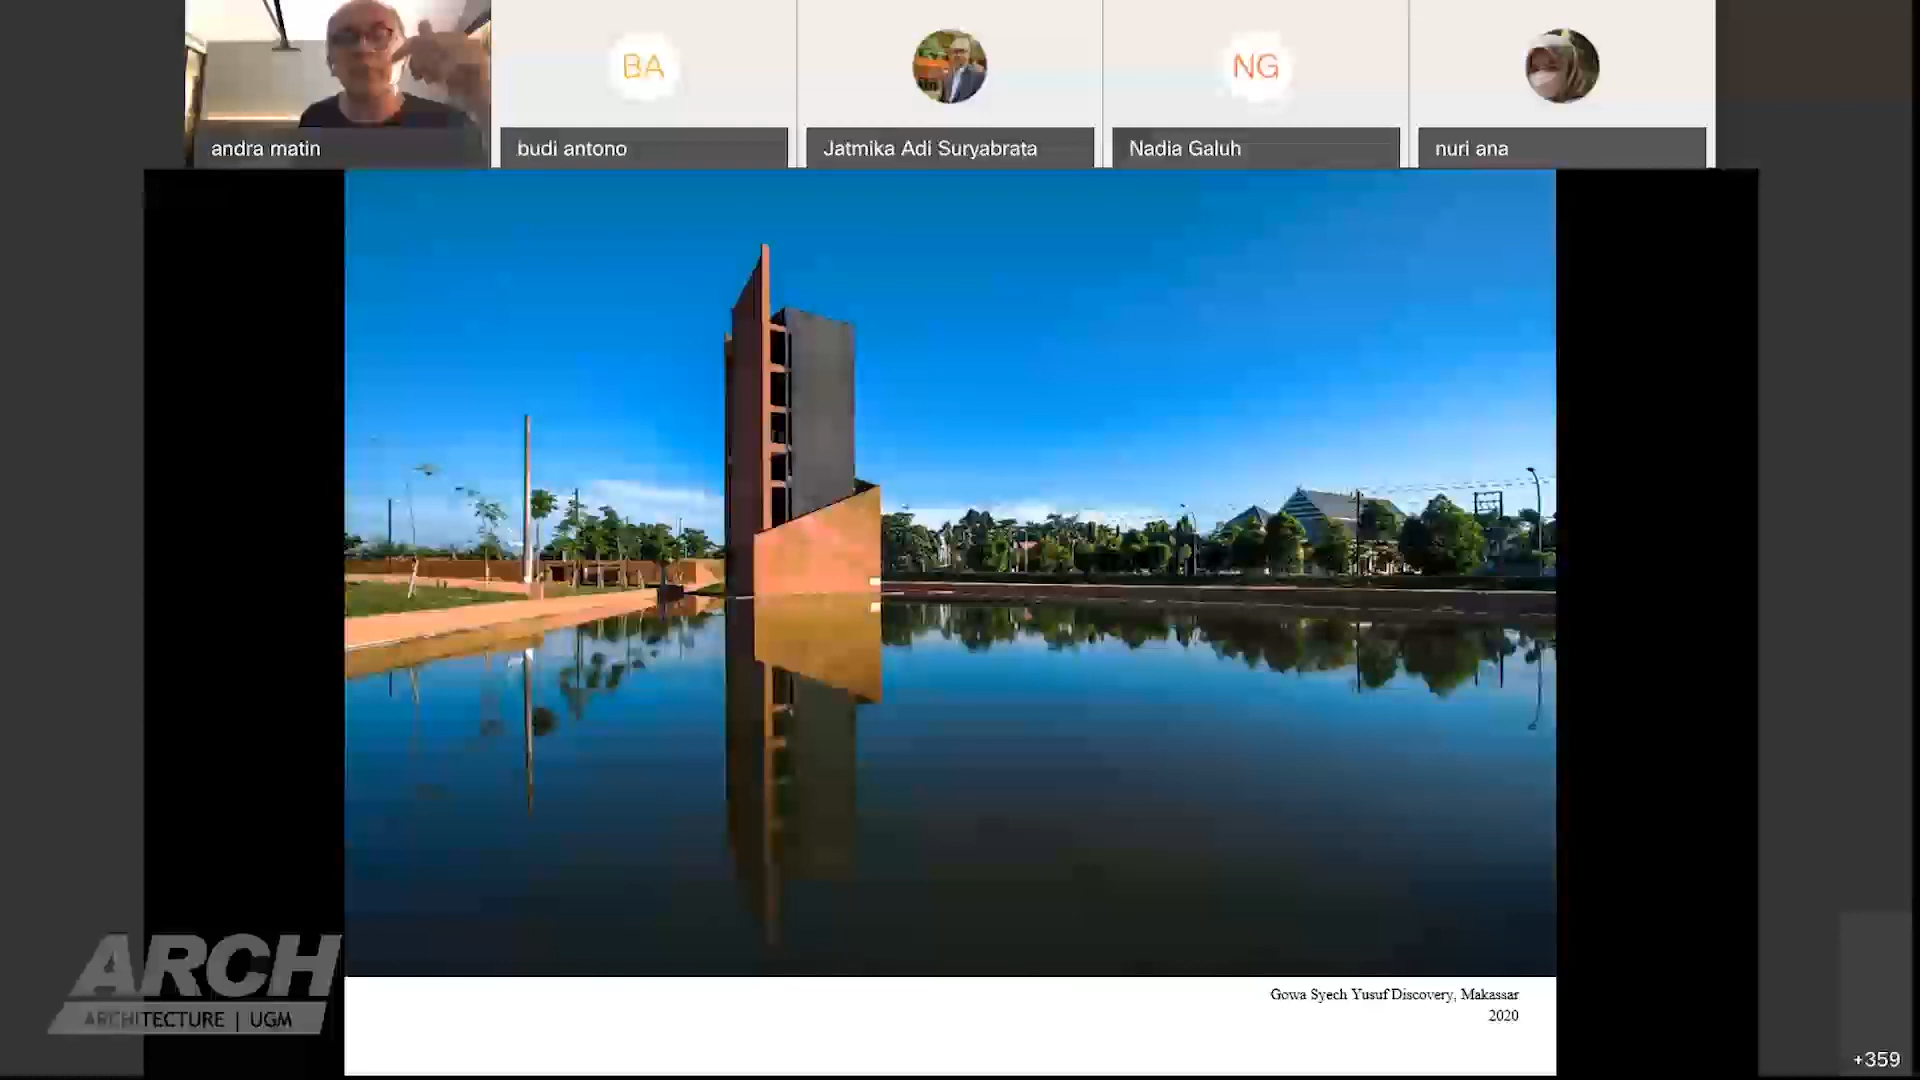 BA
NG
andra matin
budi antono
Jatmika Adi Suryabrata
Nadia Galuh
nuri ana
ARCH
ARCHITECTURE | UGM
Gowa Syech Yusuf Discovery, Makassar
2020
+359